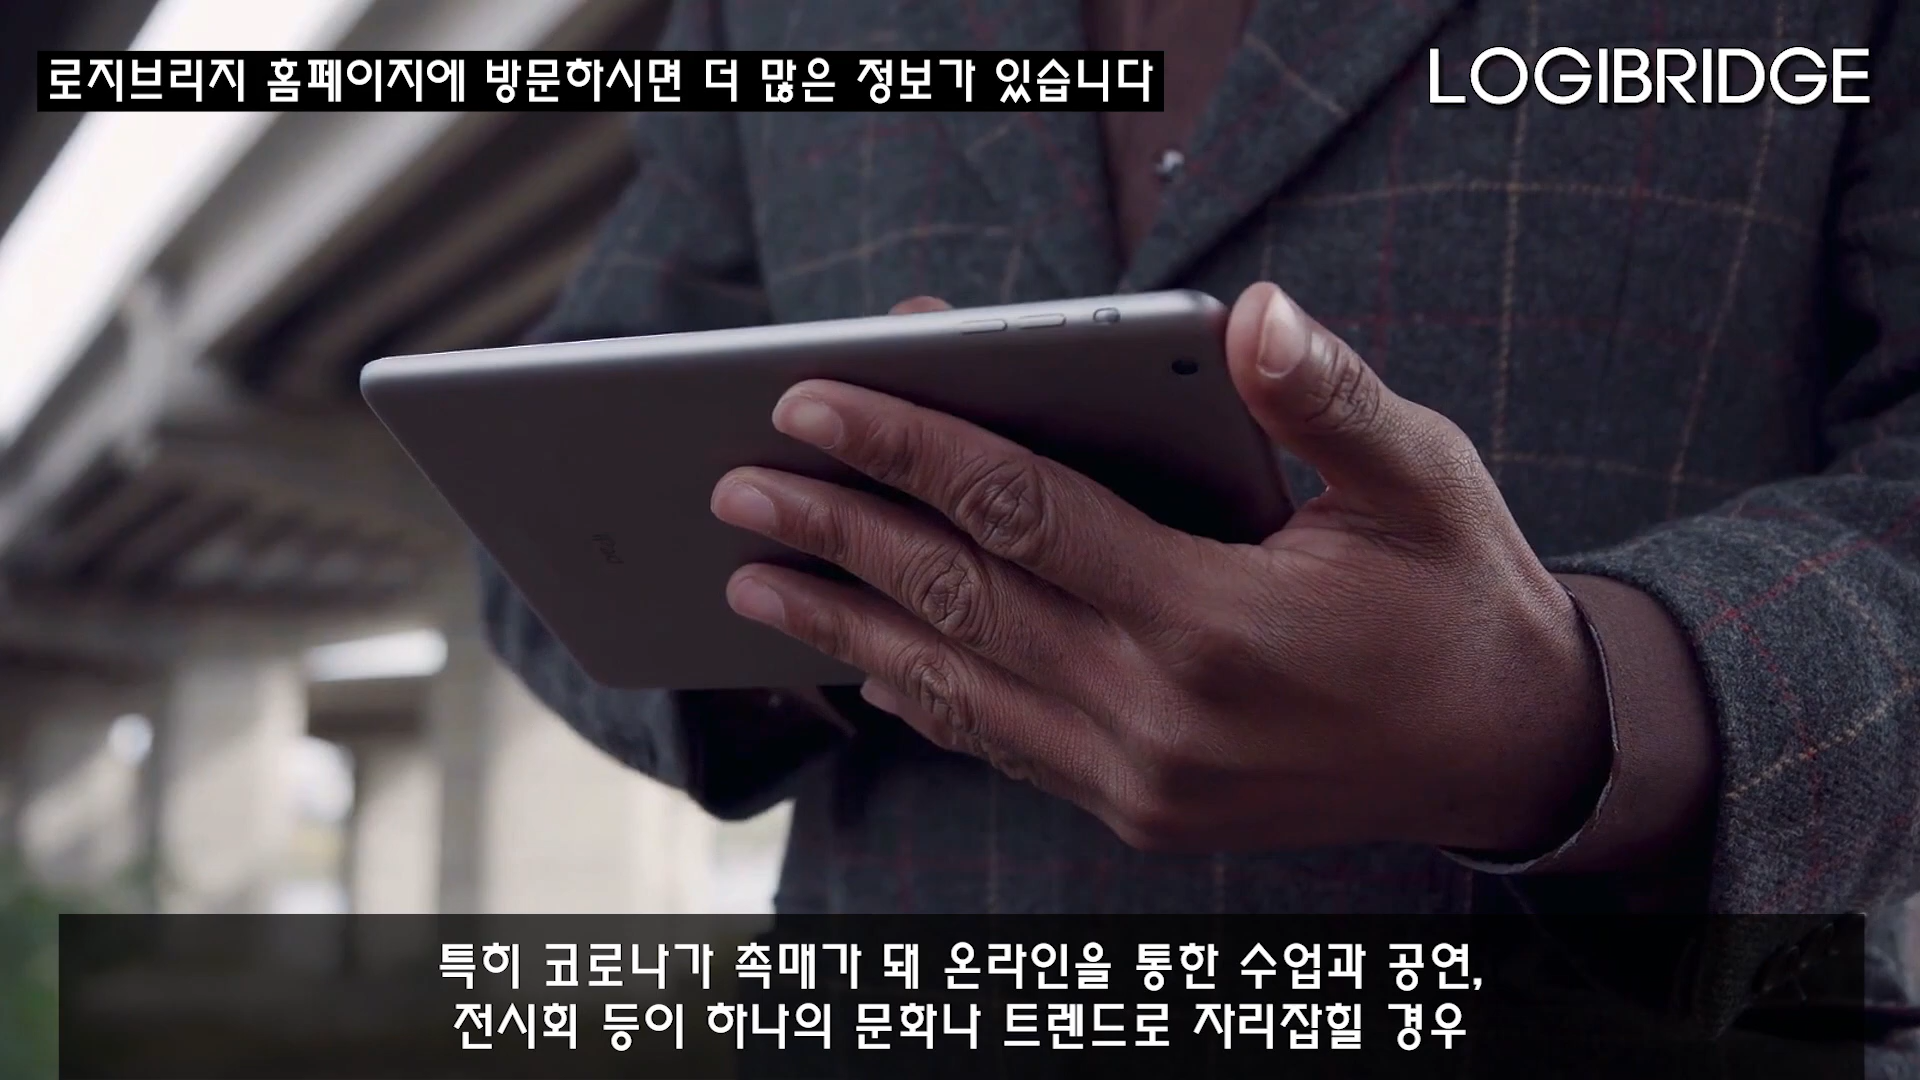 로지브리지 홈페이지에 방문하시면 더 많은 정보가 있습니다
LOGIBRIDGE
iPad
특히 코로나가 촉매가 돼 온라인을 통한 수업과 공연,
전시회 등이 하나의 문화나 트렌드로 자리잡힐 경우